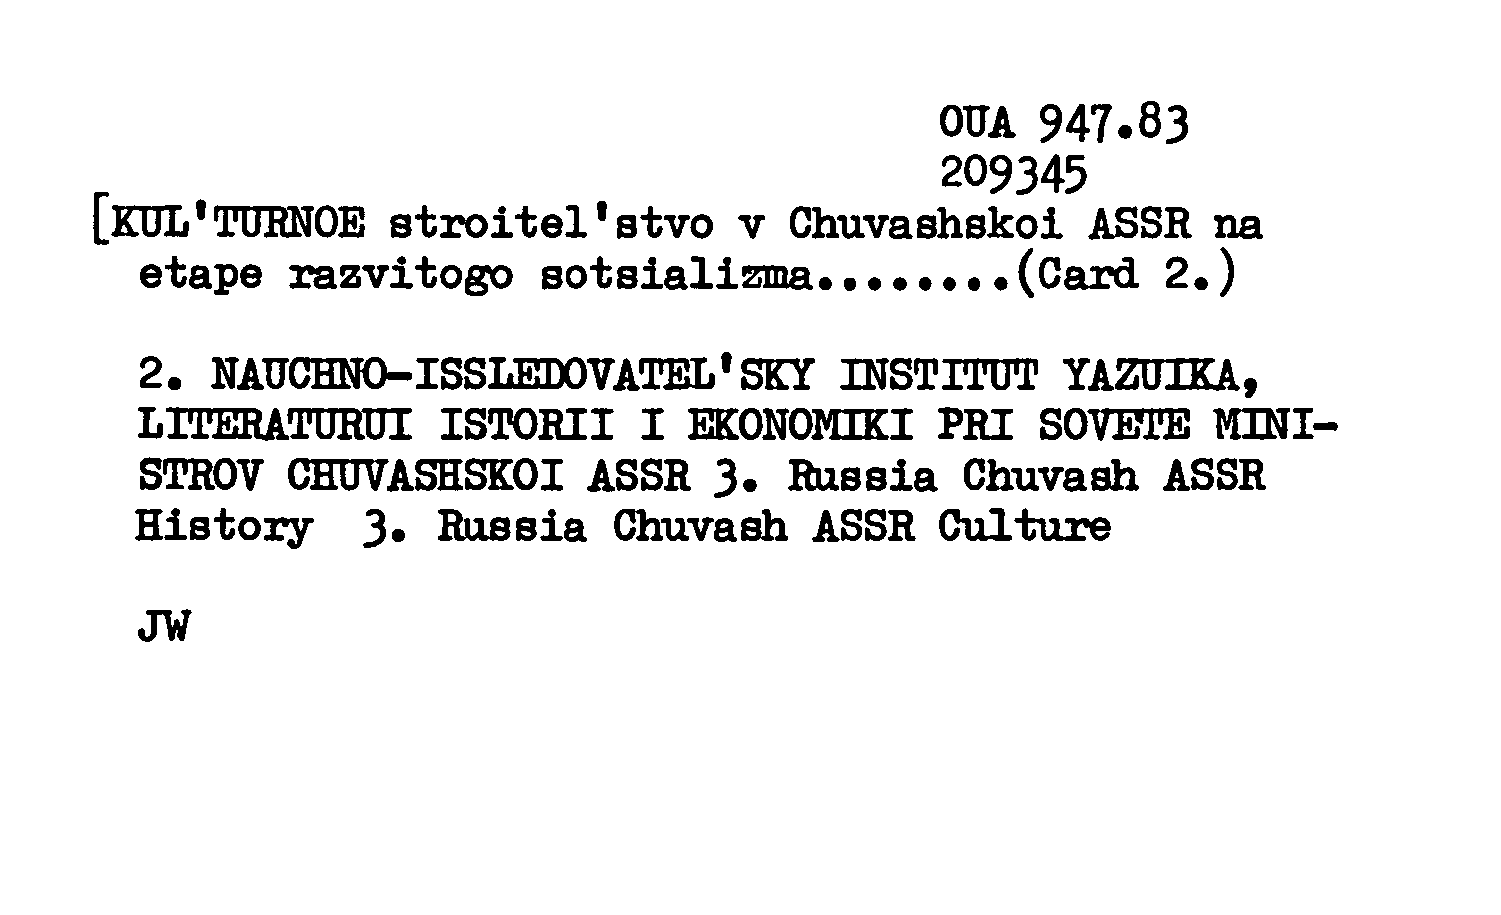 OUA 947.83
209345
[KUL'TURNOE stroitel'stvo v Chuvashskoi ASSR na
etape razvitogo sotsializma........(Card 2.)
2. NAUCHNO-ISSLEDOVATEL'SKY INSTITUT YAZUIKA,
LITERATURUI ISTORII I EKONOMIKI PRI SOVETE MINI-
STROV CHUVASHSKOI ASSR 3. Russia Chuvash ASSR
History 3. Russia Chuvash ASSR Culture
JW